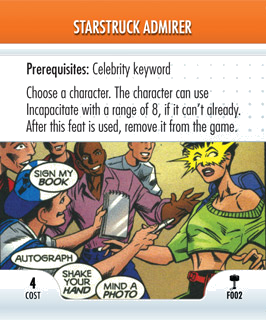 STARSTRUCK ADMIRER
Prerequisites: Celebrity keyword
Choose a character. The character can use
Incapacitate with a range of 8, if it can't already.
After this feat is used, remove it from the game.
SIGN MY
BOOK
AUTOGRAPH
SHAKE
YOUR
HAND
MIND A
PHOTO
4
COST
F002